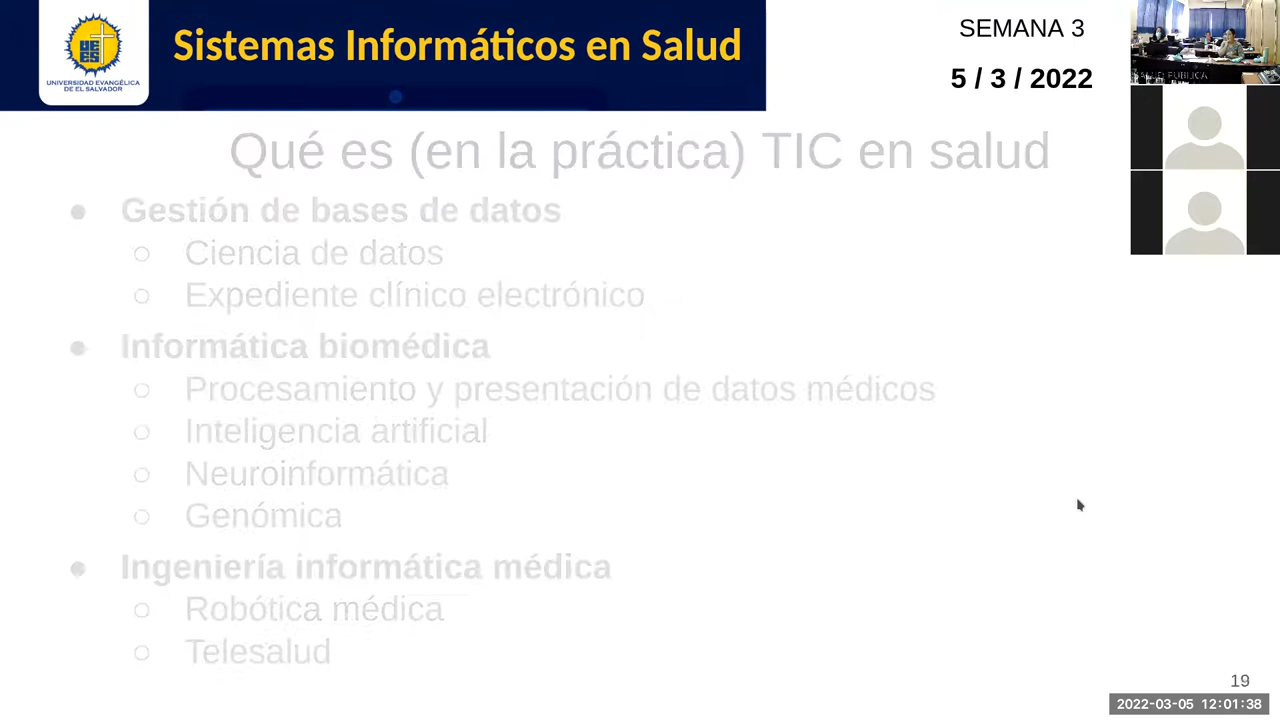 UNIVERSIDAD EVANGÉLICA
DE EL SALVADOR
Sistemas Informáticos en Salud
SEMANA 3
5 / 3 / 2022
SALUD PUBLICA
Qué es (en la práctica) TIC en salud
● Gestión de bases de datos
○ Ciencia de datos
○ Expediente clínico electrónico
● Informática biomédica
○ Procesamiento y presentación de datos médicos
○ Inteligencia artificial
○ Neuroinformática
○ Genómica
● Ingeniería informática médica
○ Robótica médica
○ Telesalud
19
2022-03-05 12:01:38